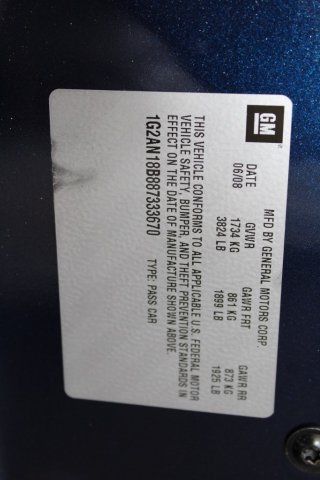 GM
MFD BY GENERAL MOTORS CORP.
DATE GVWR GAWR FRT GAWR RR
06/08 1734 KG 861 KG 873 KG
3824 LB 1899 LB 1925 LB
THIS VEHICLE CONFORMS TO ALL APPLICABLE U.S. FEDERAL MOTOR
VEHICLE SAFETY, BUMPER, AND THEFT PREVENTION STANDARDS IN
EFFECT ON THE DATE OF MANUFACTURE SHOWN ABOVE.
1G2AN18B887333670 TYPE: PASS CAR